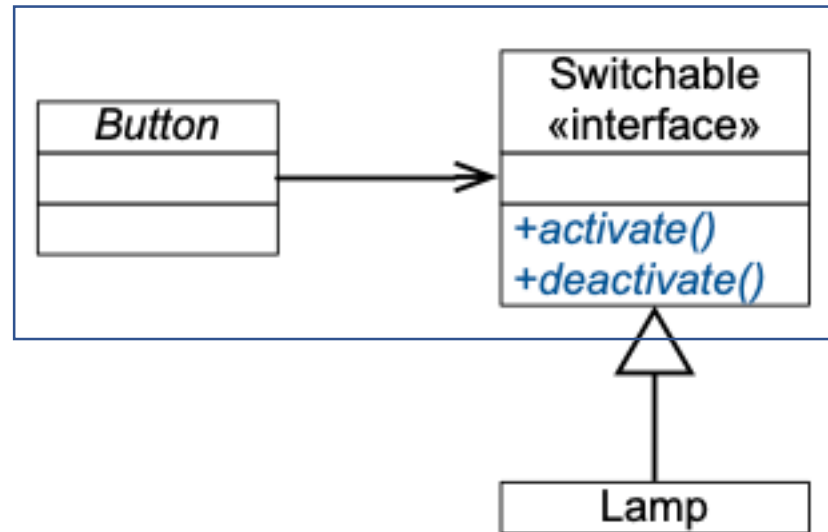 Button
Switchable
«interface»
+activate()
+deactivate()
Lamp